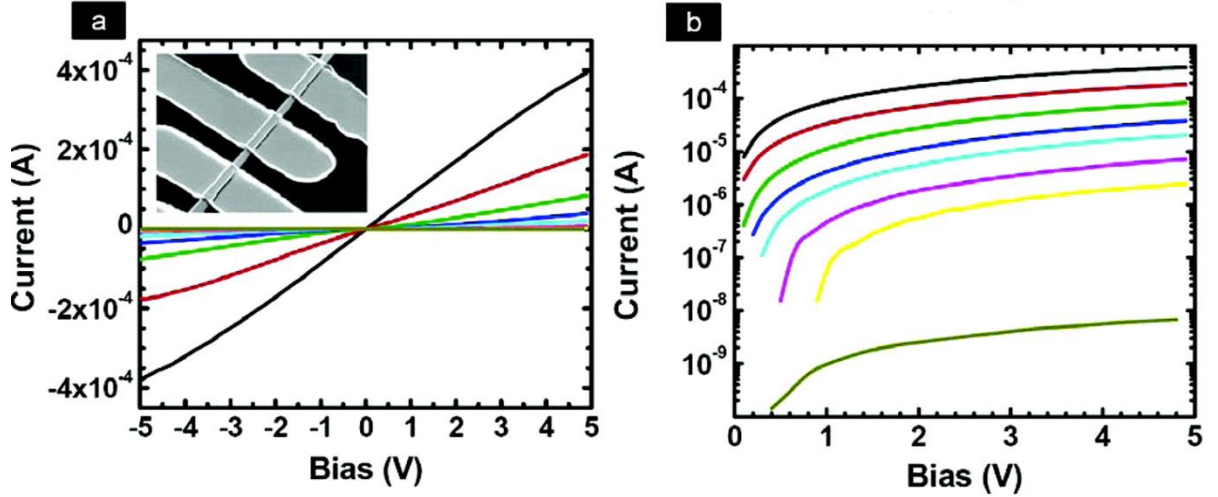 a
4x10⁻⁴
2x10⁻⁴
0
-2x10⁻⁴
-4x10⁻⁴
Current (A)
-5 -4 -3 -2 -1 0 1 2 3 4 5
Bias (V)
b
10⁻⁴
10⁻⁵
10⁻⁶
10⁻⁷
10⁻⁸
10⁻⁹
Current (A)
0 1 2 3 4 5
Bias (V)